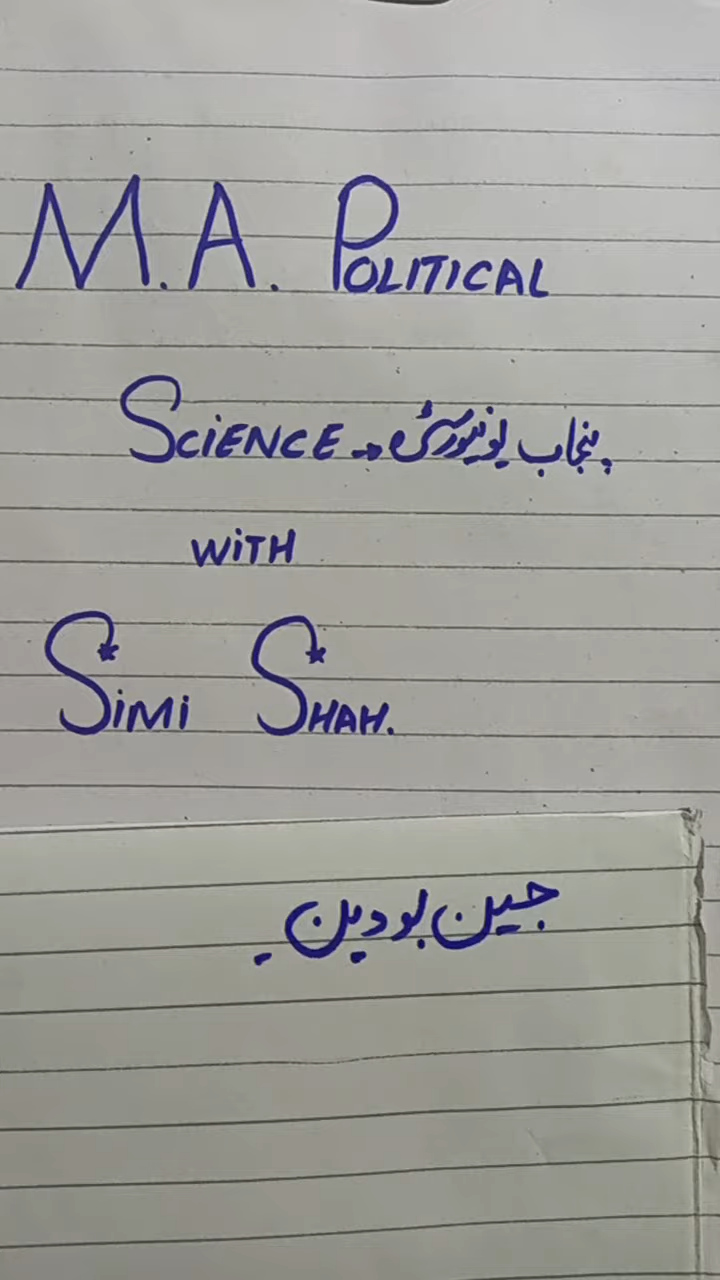 M.A. POLITICAL
SCiENCE → پنجاب یونیورسٹی
WiTH
SiMi SHAH.
جین بودین